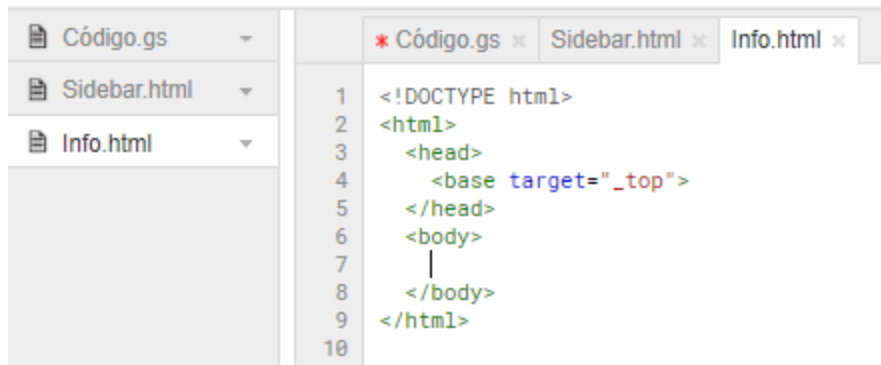 Código.gs
Sidebar.html
Info.html
* Código.gs × Sidebar.html × Info.html ×
1 <!DOCTYPE html>
2 <html>
3 <head>
4 <base target="_top">
5 </head>
6 <body>
7
8 </body>
9 </html>
10